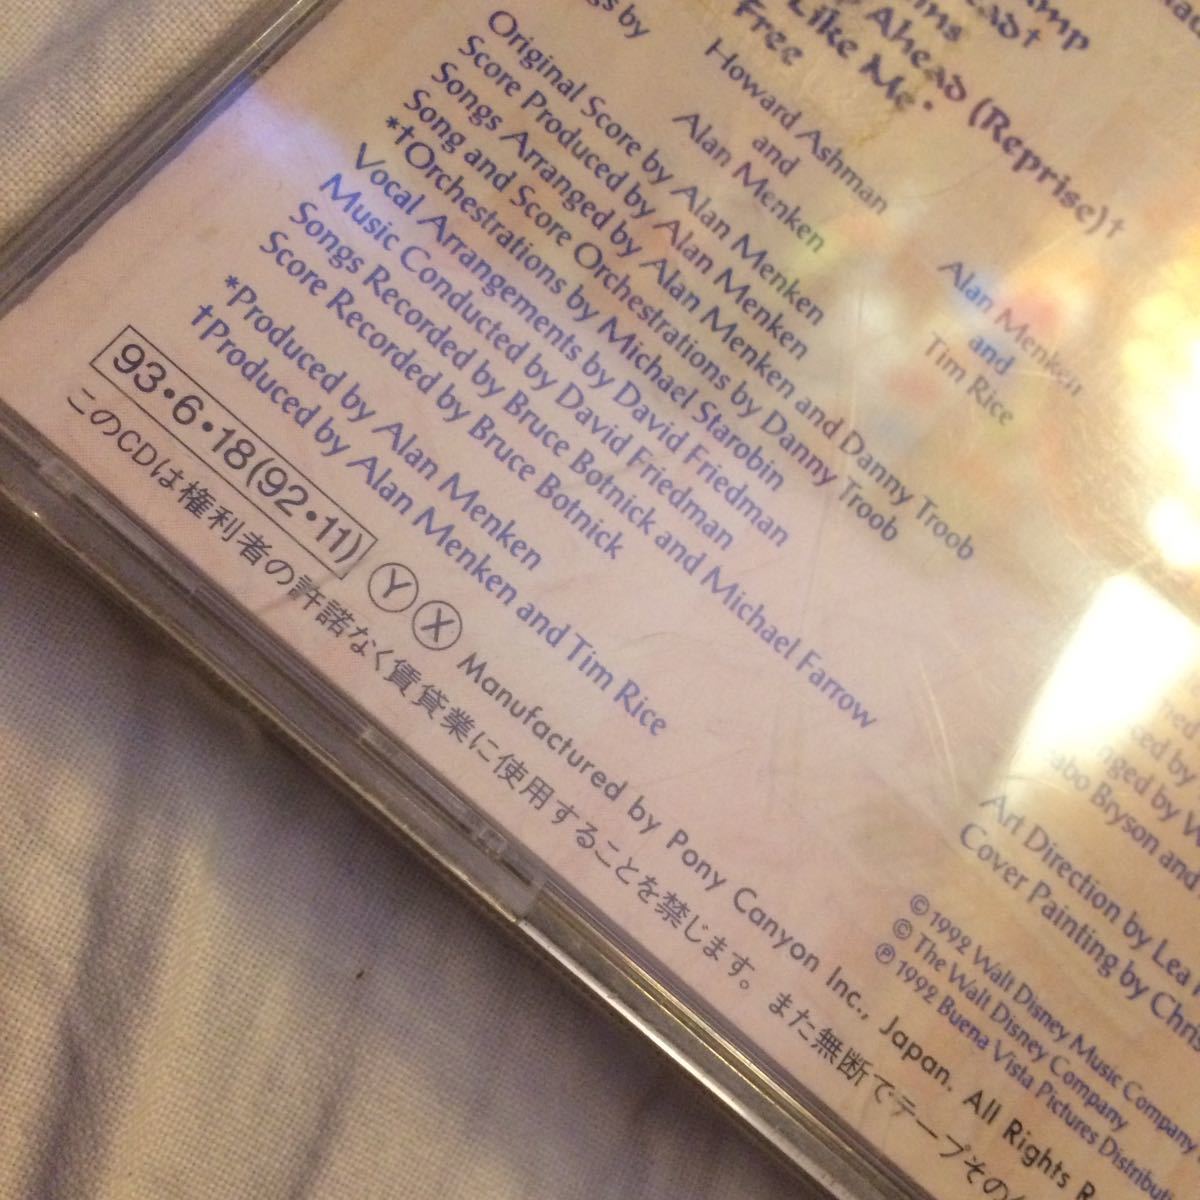 Ahead (Reprise)†
Like Me*
Free
by
Howard Ashman
and
Alan Menken
Alan Menken
and
Tim Rice
Original Score by Alan Menken
Score Produced by Alan Menken
Songs Arranged by Alan Menken and Danny Troob
Song and Score Orchestrations by Danny Troob
*†Orchestrations by Michael Starobin
Vocal Arrangements by David Friedman
Music Conducted by David Friedman
Songs Recorded by Bruce Botnick and Michael Farrow
Score Recorded by Bruce Botnick
*Produced by Alan Menken
†Produced by Alan Menken and Tim Rice
Bryson and
Art Direction by Lea
Cover Painting by Chris
© 1992 Walt Disney Music Company
© The Walt Disney Company
℗ 1992 Buena Vista Pictures
93・6・18(92・11) Ⓨ Ⓧ Manufactured by Pony Canyon Inc., Japan. All Rights
このCDは権利者の許諾なく賃貸業に使用することを禁じます。また無断でテープその